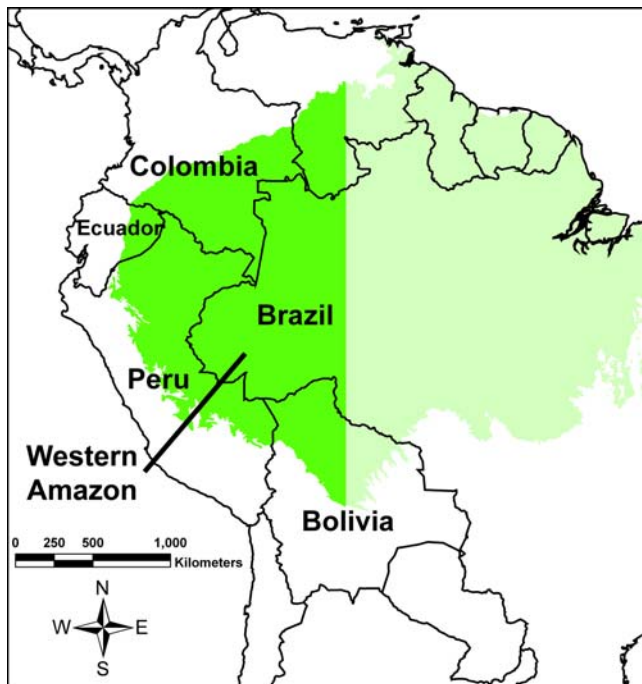 Colombia
Ecuador
Brazil
Peru
Western
Amazon
Bolivia
0 250 500 1,000
Kilometers
N
W E
S